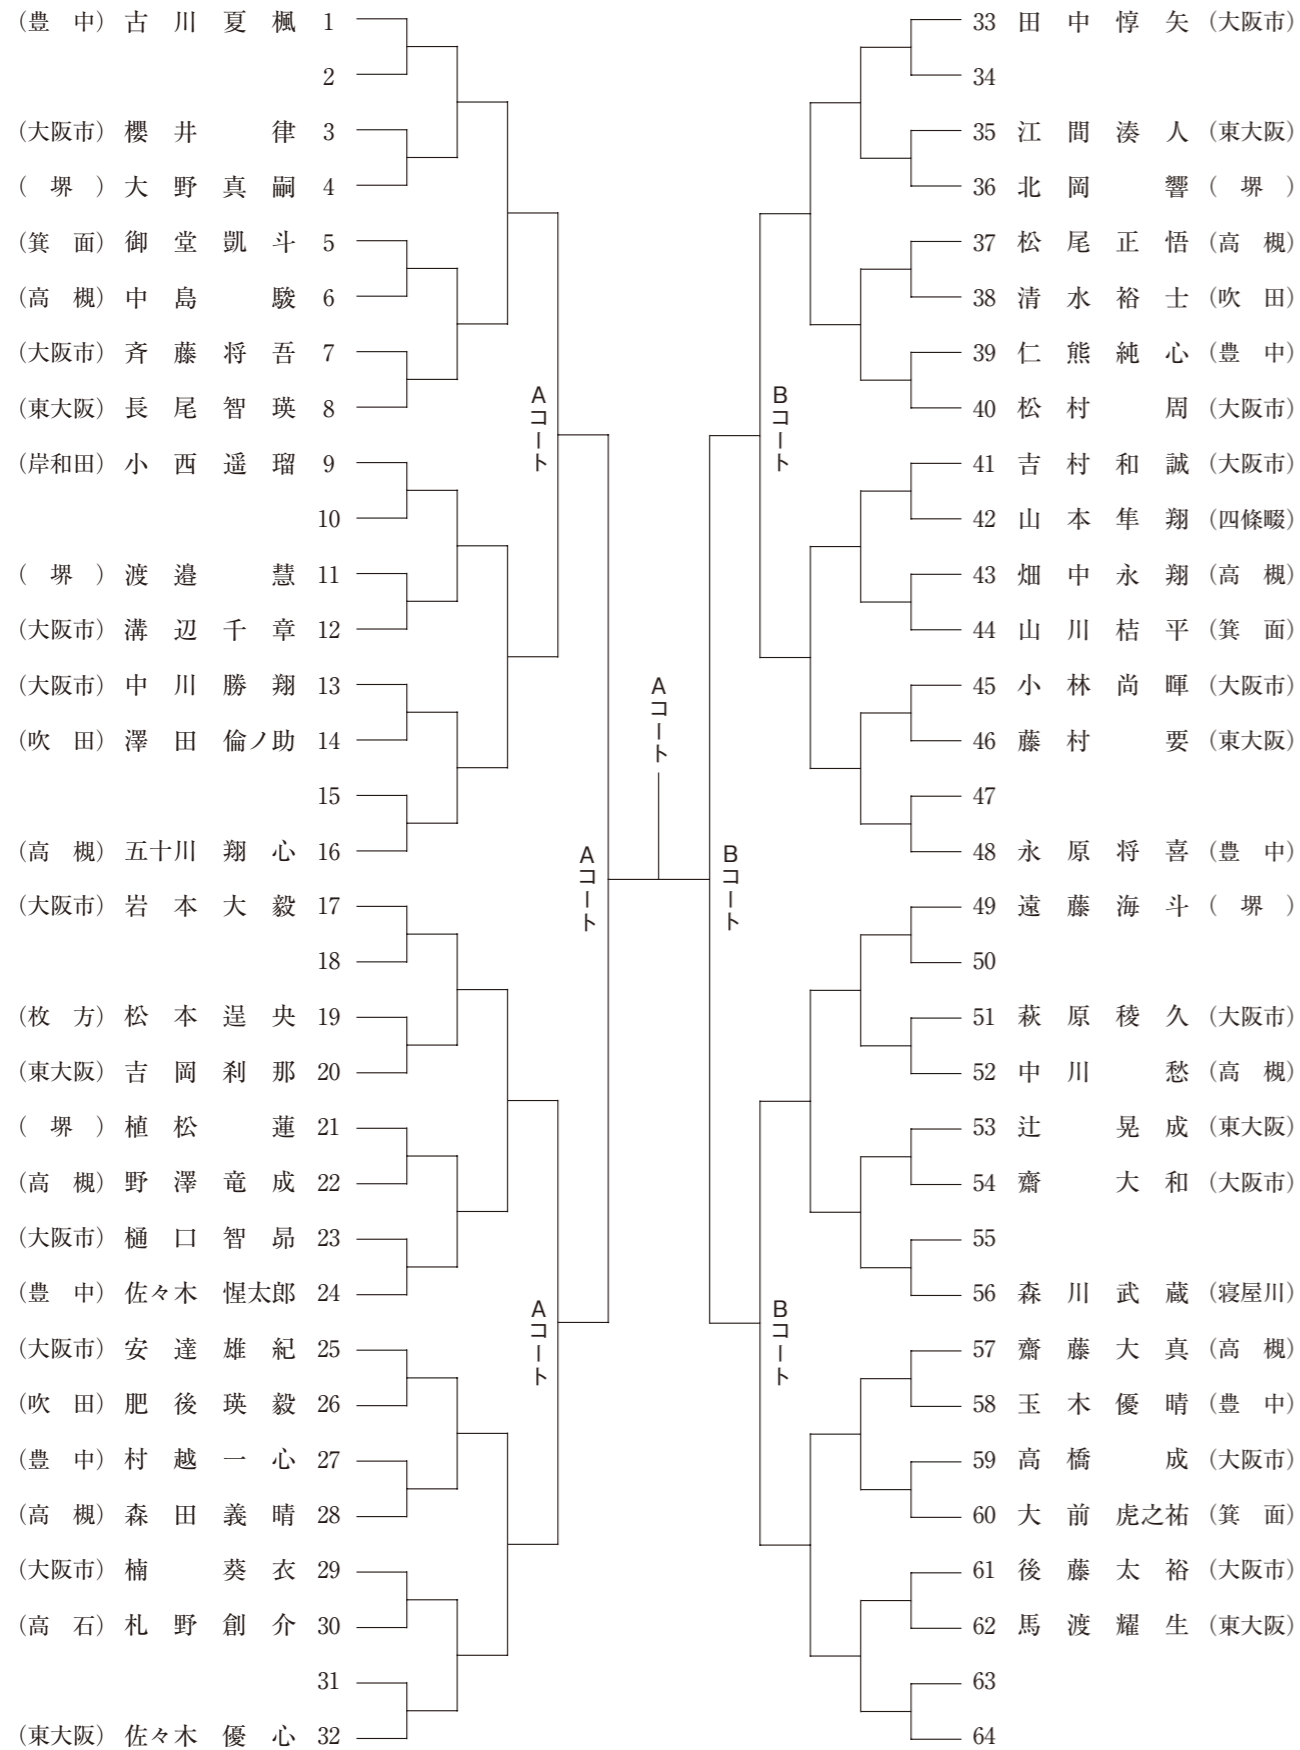 (豊　中) 古川夏楓 1
2
(大阪市) 櫻井　律 3
(　堺　) 大野真嗣 4
(箕　面) 御堂凱斗 5
(高　槻) 中島　駿 6
(大阪市) 斉藤将吾 7
(東大阪) 長尾智瑛 8
(岸和田) 小西遥瑠 9
10
(　堺　) 渡邉　慧 11
(大阪市) 溝辺千章 12
(大阪市) 中川勝翔 13
(吹　田) 澤田倫ノ助 14
15
(高　槻) 五十川翔心 16
(大阪市) 岩本大毅 17
18
(枚　方) 松本逞央 19
(東大阪) 吉岡刹那 20
(　堺　) 植松　蓮 21
(高　槻) 野澤竜成 22
(大阪市) 樋口智昴 23
(豊　中) 佐々木惺太郎 24
(大阪市) 安達雄紀 25
(吹　田) 肥後瑛毅 26
(豊　中) 村越一心 27
(高　槻) 森田義晴 28
(大阪市) 楠　葵衣 29
(高　石) 札野創介 30
31
(東大阪) 佐々木優心 32
Aコート
Aコート
Aコート
Aコート
Bコート
Bコート
Bコート
33 田中惇矢 (大阪市)
34
35 江間湊人 (東大阪)
36 北岡　響 (　堺　)
37 松尾正悟 (高　槻)
38 清水裕士 (吹　田)
39 仁熊純心 (豊　中)
40 松村　周 (大阪市)
41 吉村和誠 (大阪市)
42 山本隼翔 (四條畷)
43 畑中永翔 (高　槻)
44 山川桔平 (箕　面)
45 小林尚暉 (大阪市)
46 藤村　要 (東大阪)
47
48 永原将喜 (豊　中)
49 遠藤海斗 (　堺　)
50
51 萩原稜久 (大阪市)
52 中川　愁 (高　槻)
53 辻　晃成 (東大阪)
54 齋　大和 (大阪市)
55
56 森川武蔵 (寝屋川)
57 齋藤大真 (高　槻)
58 玉木優晴 (豊　中)
59 高橋　成 (大阪市)
60 大前虎之祐 (箕　面)
61 後藤太裕 (大阪市)
62 馬渡耀生 (東大阪)
63
64